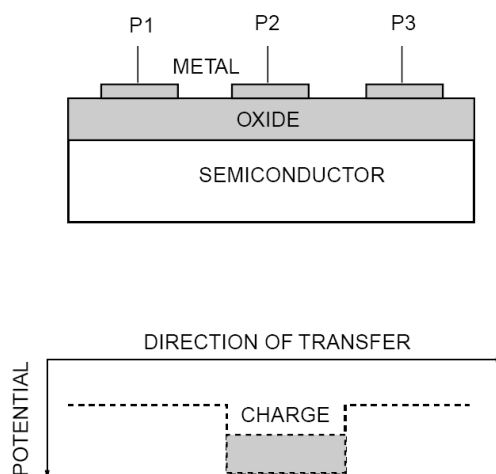 P1 P2 P3
METAL
OXIDE
SEMICONDUCTOR
DIRECTION OF TRANSFER
POTENTIAL
CHARGE